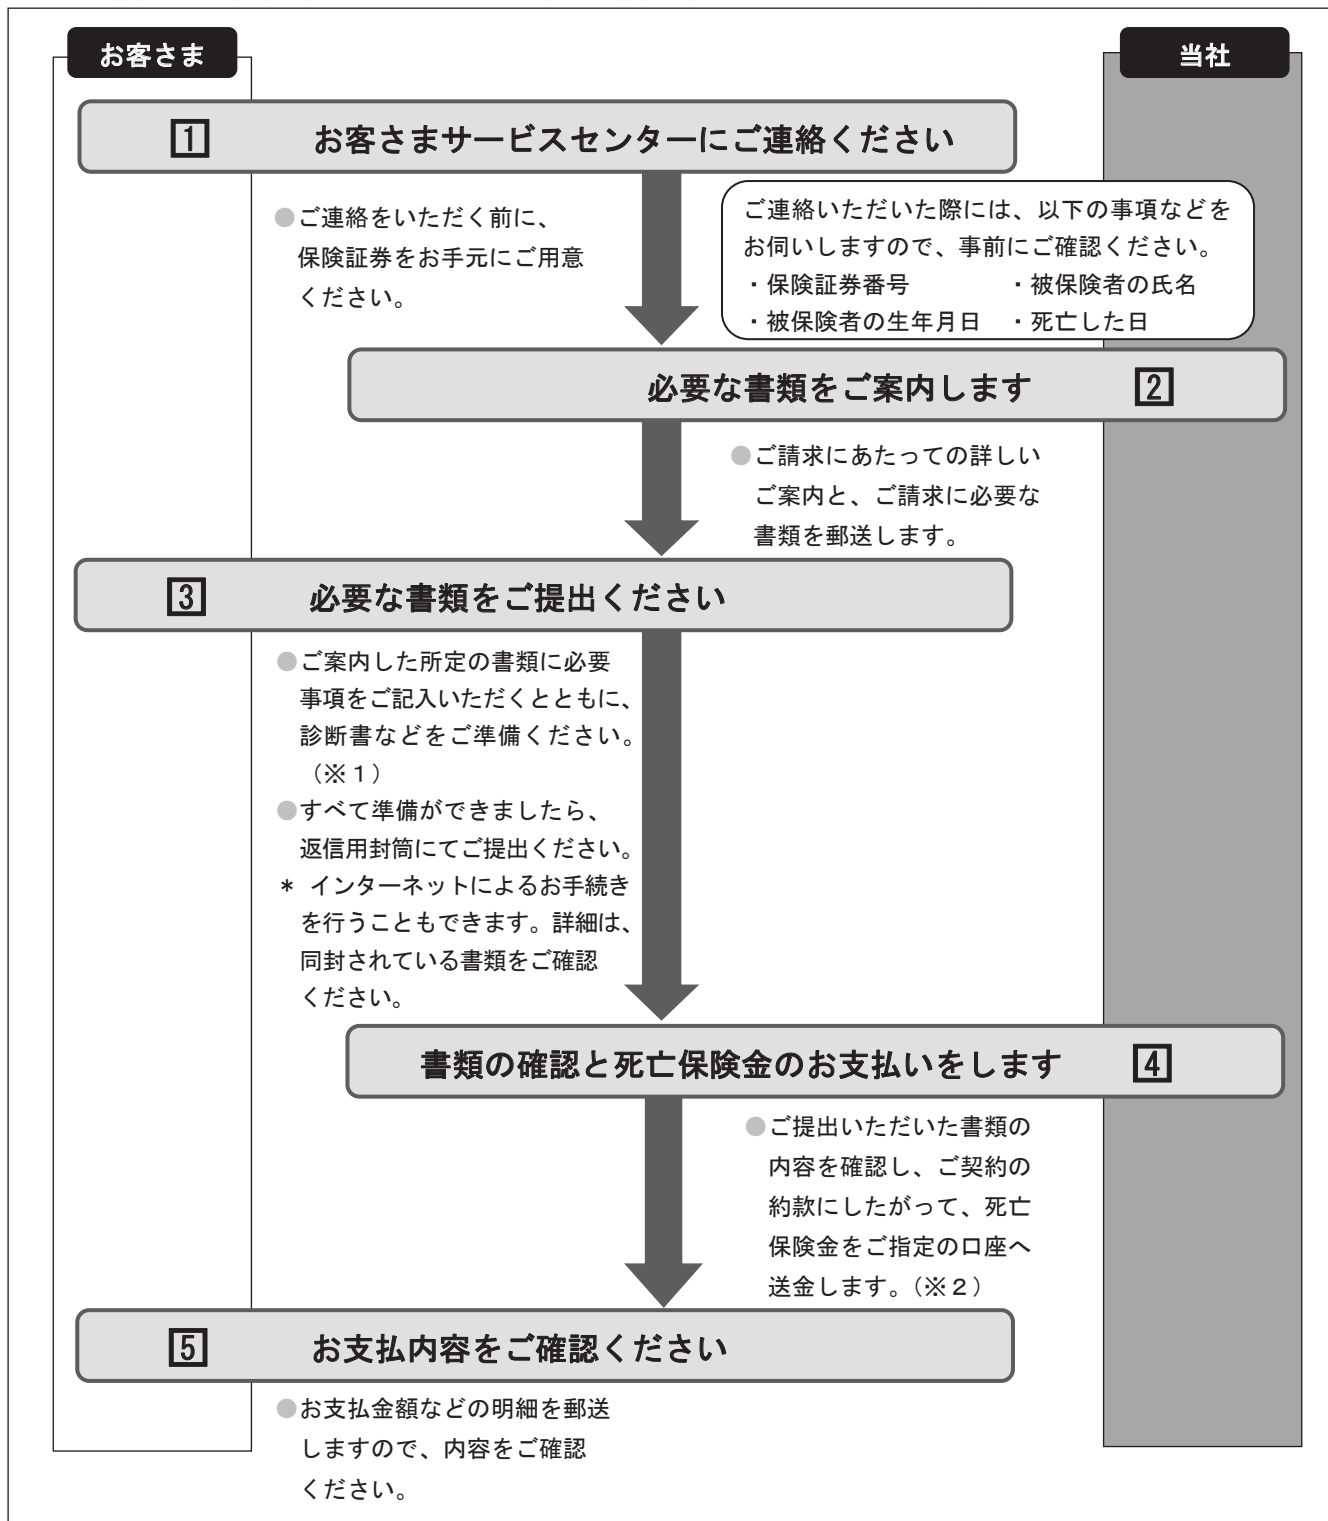 お客さま
当社
1 お客さまサービスセンターにご連絡ください
●ご連絡をいただく前に、
保険証券をお手元にご用意
ください。
ご連絡いただいた際には、以下の事項などを
お伺いしますので、事前にご確認ください。
・保険証券番号 ・被保険者の氏名
・被保険者の生年月日 ・死亡した日
必要な書類をご案内します 2
●ご請求にあたっての詳しい
ご案内と、ご請求に必要な
書類を郵送します。
3 必要な書類をご提出ください
●ご案内した所定の書類に必要
事項をご記入いただくとともに、
診断書などをご準備ください。
（※１）
●すべて準備ができましたら、
返信用封筒にてご提出ください。
* インターネットによるお手続き
を行うこともできます。詳細は、
同封されている書類をご確認
ください。
書類の確認と死亡保険金のお支払いをします 4
●ご提出いただいた書類の
内容を確認し、ご契約の
約款にしたがって、死亡
保険金をご指定の口座へ
送金します。（※２）
5 お支払内容をご確認ください
●お支払金額などの明細を郵送
しますので、内容をご確認
ください。